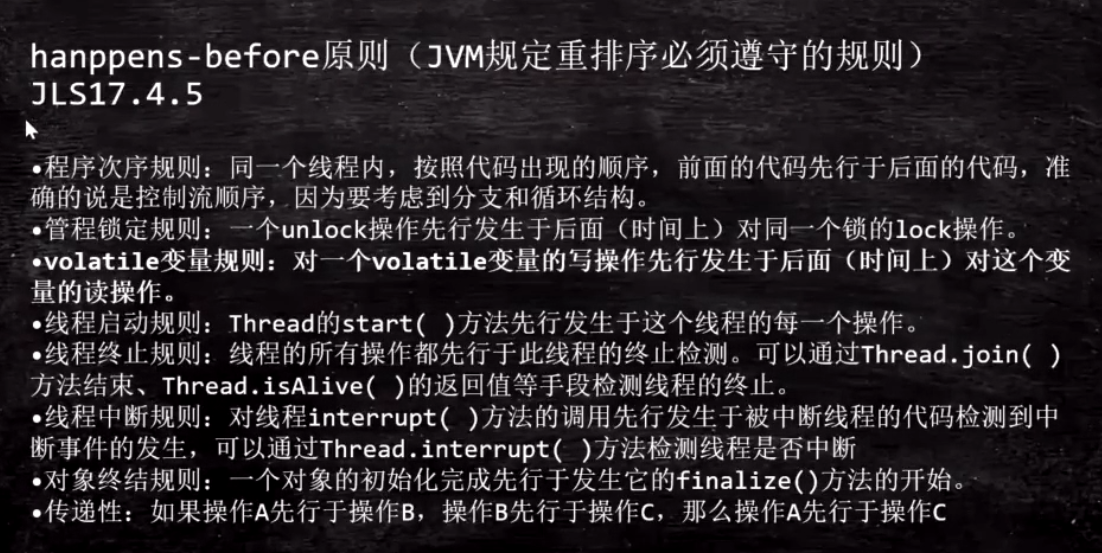 hanppens-before原则（JVM规定重排序必须遵守的规则）
JLS17.4.5
•程序次序规则：同一个线程内，按照代码出现的顺序，前面的代码先行于后面的代码，准
确的说是控制流顺序，因为要考虑到分支和循环结构。
•管程锁定规则：一个unlock操作先行发生于后面（时间上）对同一个锁的lock操作。
•volatile变量规则：对一个volatile变量的写操作先行发生于后面（时间上）对这个变
量的读操作。
•线程启动规则：Thread的start( )方法先行发生于这个线程的每一个操作。
•线程终止规则：线程的所有操作都先行于此线程的终止检测。可以通过Thread.join( )
方法结束、Thread.isAlive( )的返回值等手段检测线程的终止。
•线程中断规则：对线程interrupt( )方法的调用先行发生于被中断线程的代码检测到中
断事件的发生，可以通过Thread.interrupt( )方法检测线程是否中断
•对象终结规则：一个对象的初始化完成先行于发生它的finalize()方法的开始。
•传递性：如果操作A先行于操作B，操作B先行于操作C，那么操作A先行于操作C